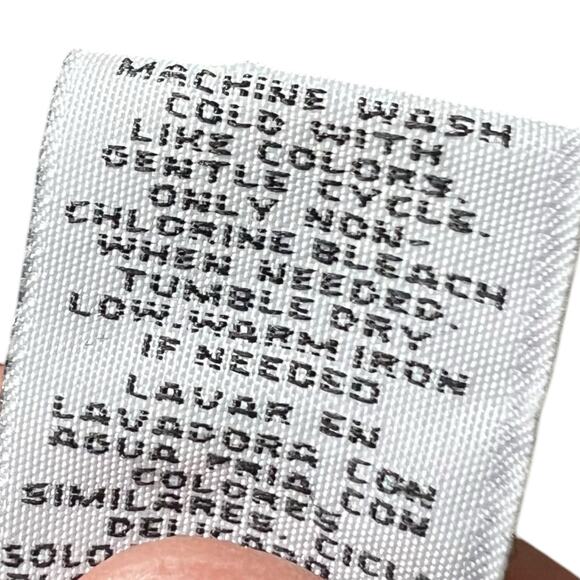 MACHINE WASH
COLD WITH
LIKE COLORS.
GENTLE CYCLE.
ONLY NON-
CHLORINE BLEACH
WHEN NEEDED.
TUMBLE DRY
LOW. WARM IRON
IF NEEDED
LAVAR EN
LAVADORA CON
AGUA FRIA CON
COLORES
SIMILARES.
SOLO